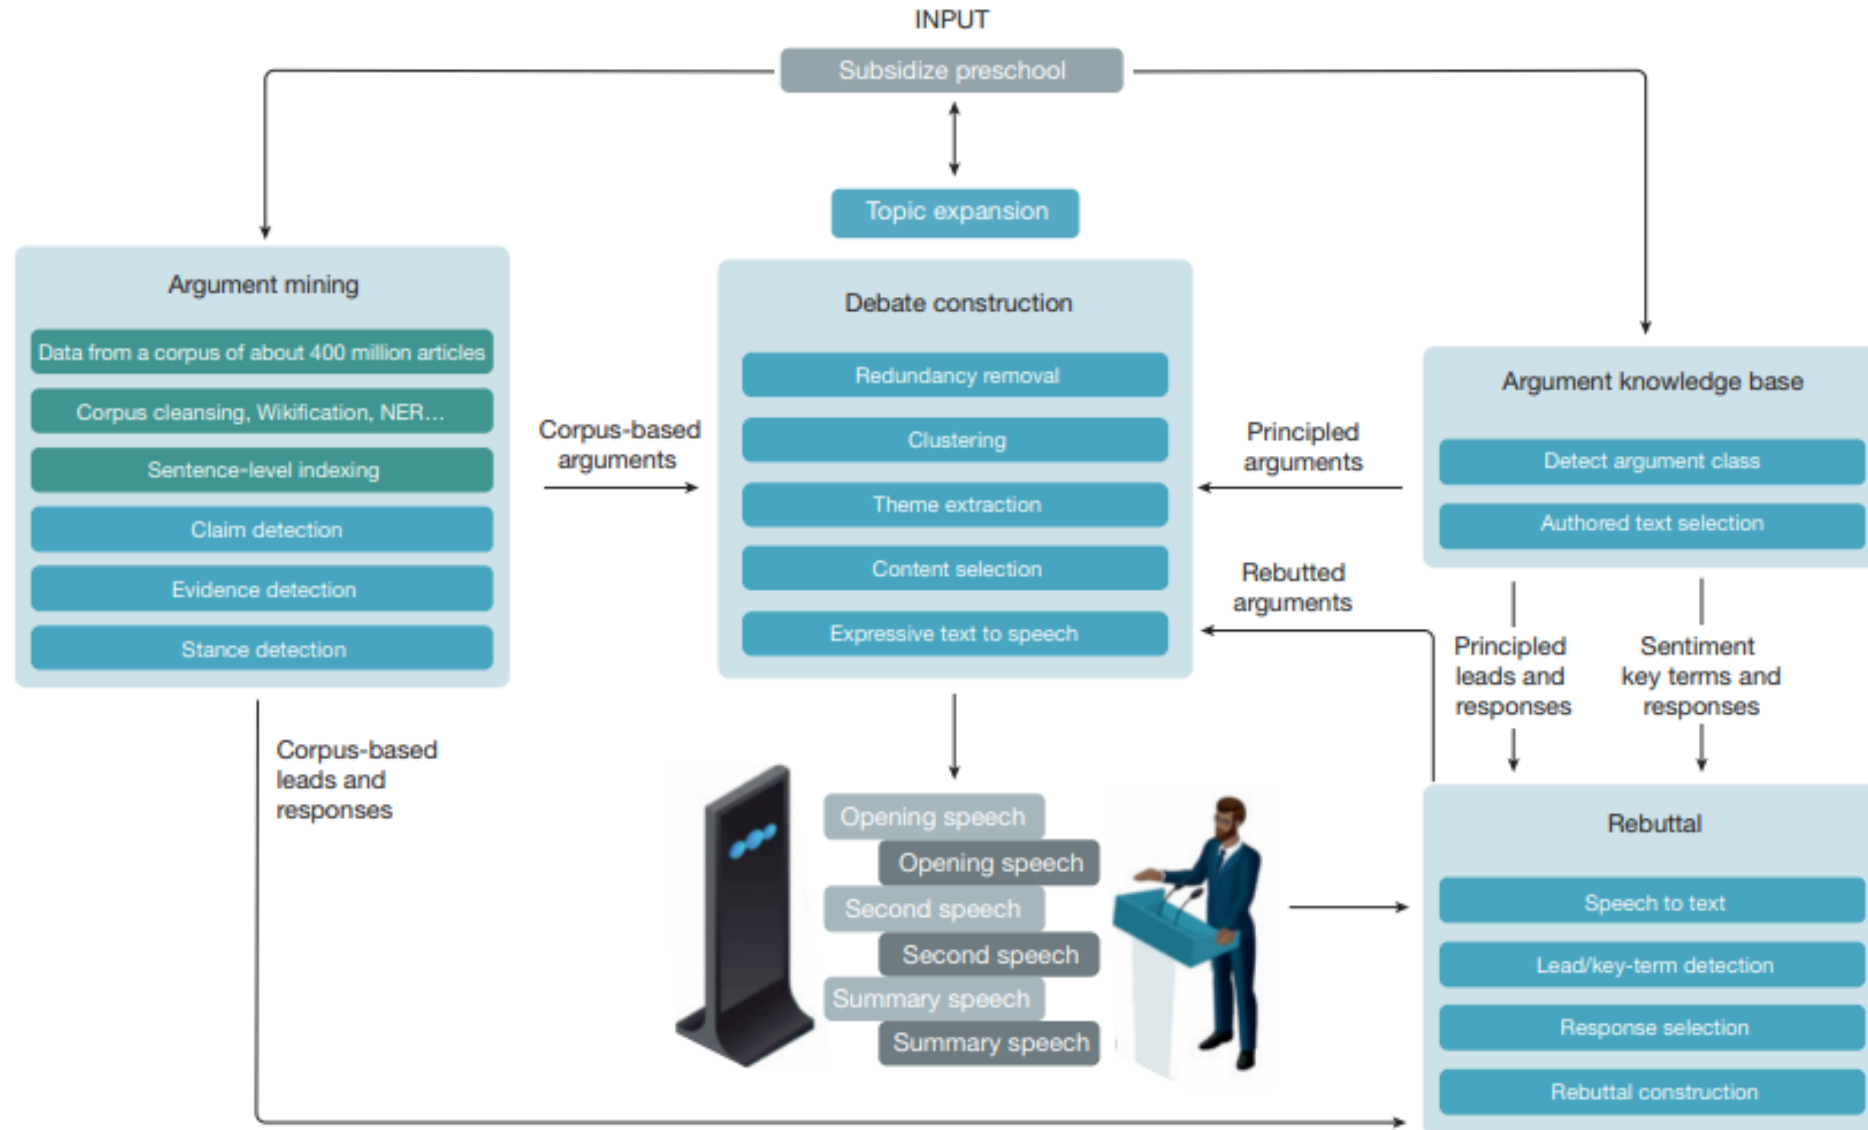 INPUT
Subsidize preschool
Topic expansion
Argument mining
Data from a corpus of about 400 million articles
Corpus cleansing, Wikification, NER...
Sentence-level indexing
Claim detection
Evidence detection
Stance detection
Corpus-based
arguments
Debate construction
Redundancy removal
Clustering
Theme extraction
Content selection
Expressive text to speech
Principled
arguments
Rebutted
arguments
Argument knowledge base
Detect argument class
Authored text selection
Principled
leads and
responses
Sentiment
key terms and
responses
Corpus-based
leads and
responses
Opening speech
Opening speech
Second speech
Second speech
Summary speech
Summary speech
Rebuttal
Speech to text
Lead/key-term detection
Response selection
Rebuttal construction